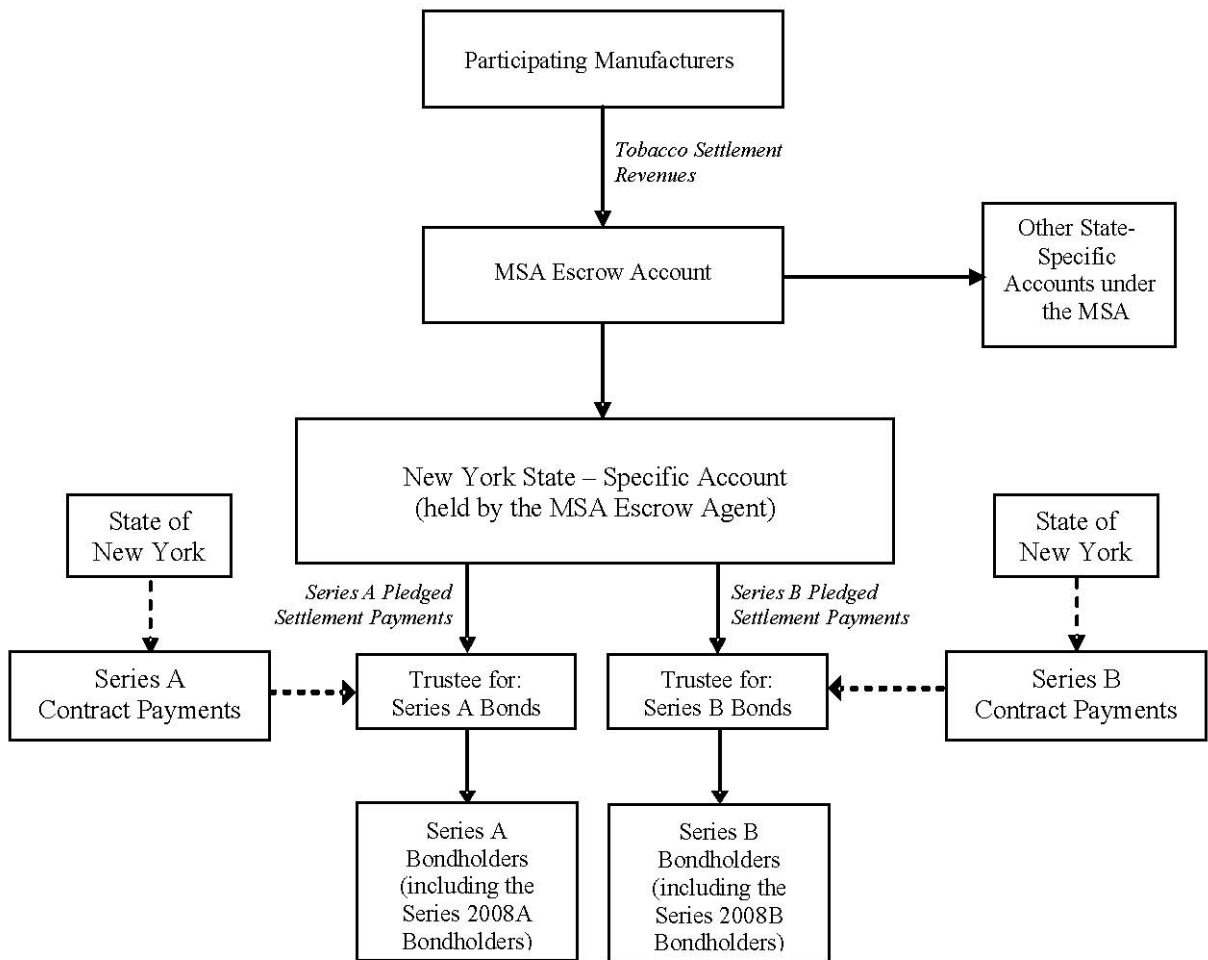 Participating Manufacturers
Tobacco Settlement
Revenues
MSA Escrow Account
Other State-
Specific
Accounts under
the MSA
New York State – Specific Account
(held by the MSA Escrow Agent)
State of
New York
State of
New York
Series A Pledged
Settlement Payments
Series B Pledged
Settlement Payments
Series A
Contract Payments
Trustee for:
Series A Bonds
Trustee for:
Series B Bonds
Series B
Contract Payments
Series A
Bondholders
(including the
Series 2008A
Bondholders)
Series B
Bondholders
(including the
Series 2008B
Bondholders)